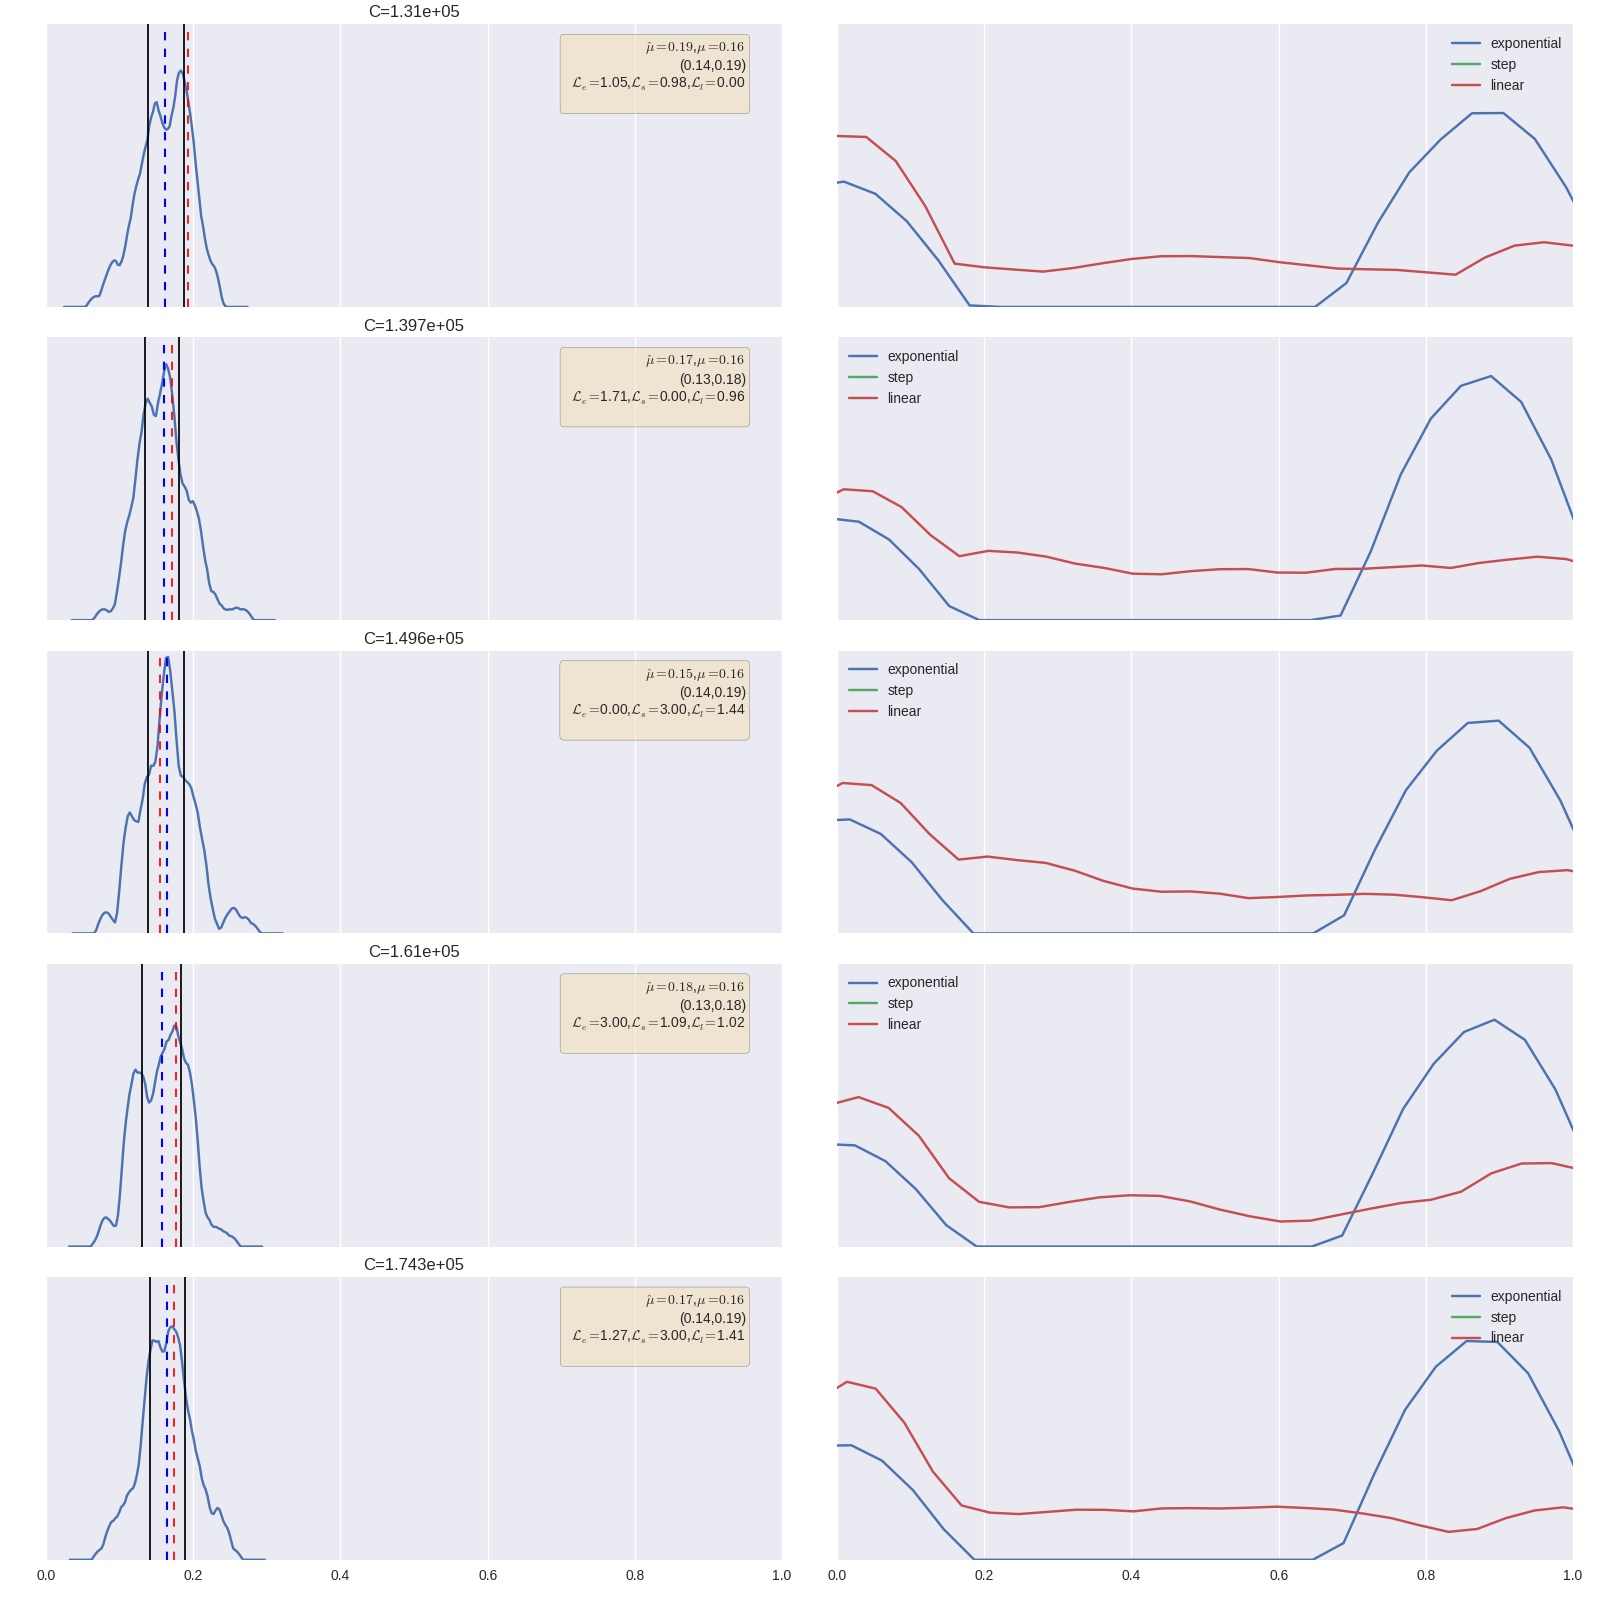 C=1.31e+05
μ̂=0.19,μ=0.16
(0.14,0.19)
ℒₑ=1.05,ℒₛ=0.98,ℒₗ=0.00
exponential
step
linear
C=1.397e+05
μ̂=0.17,μ=0.16
(0.13,0.18)
ℒₑ=1.71,ℒₛ=0.00,ℒₗ=0.96
exponential
step
linear
C=1.496e+05
μ̂=0.15,μ=0.16
(0.14,0.19)
ℒₑ=0.00,ℒₛ=3.00,ℒₗ=1.44
exponential
step
linear
C=1.61e+05
μ̂=0.18,μ=0.16
(0.13,0.18)
ℒₑ=3.00,ℒₛ=1.09,ℒₗ=1.02
exponential
step
linear
C=1.743e+05
μ̂=0.17,μ=0.16
(0.14,0.19)
ℒₑ=1.27,ℒₛ=3.00,ℒₗ=1.41
exponential
step
linear
0.0 0.2 0.4 0.6 0.8 1.0
0.0 0.2 0.4 0.6 0.8 1.0